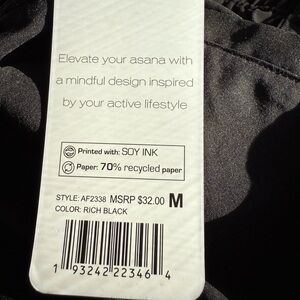 Elevate your asana with
a mindful design inspired
by your active lifestyle
Printed with: SOY INK
Paper: 70% recycled paper
STYLE: AF2338 MSRP $32.00 M
COLOR: RICH BLACK
1 93242 22346 4